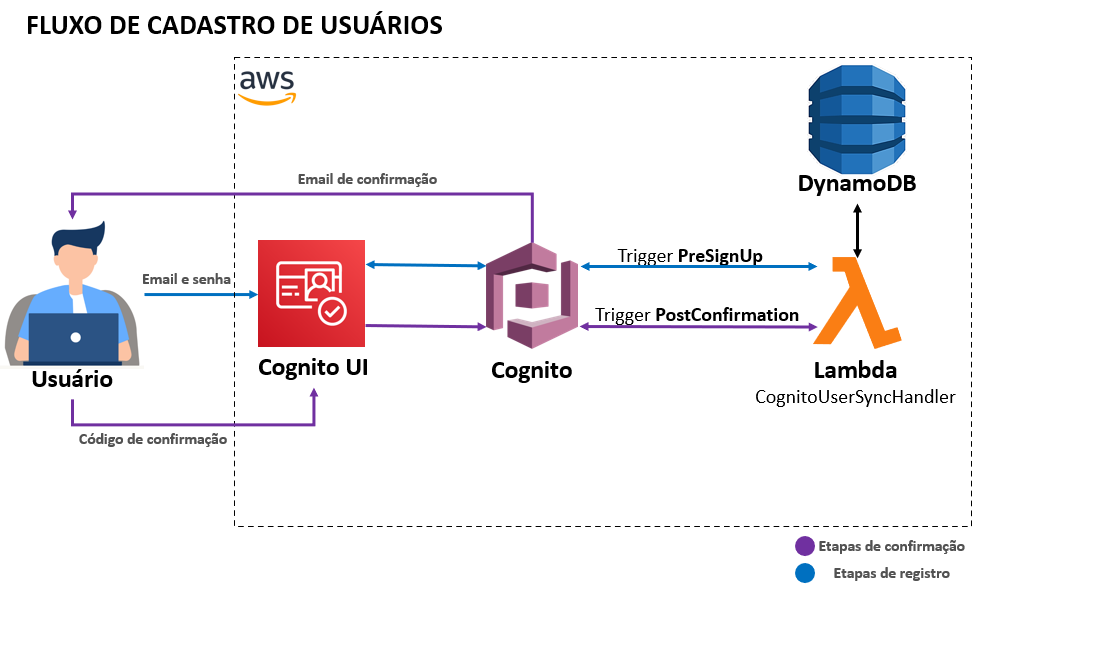 FLUXO DE CADASTRO DE USUÁRIOS
aws
DynamoDB
Email de confirmação
Email e senha
Trigger PreSignUp
Trigger PostConfirmation
Cognito UI
Cognito
Lambda
CognitoUserSyncHandler
Usuário
Código de confirmação
Etapas de confirmação
Etapas de registro